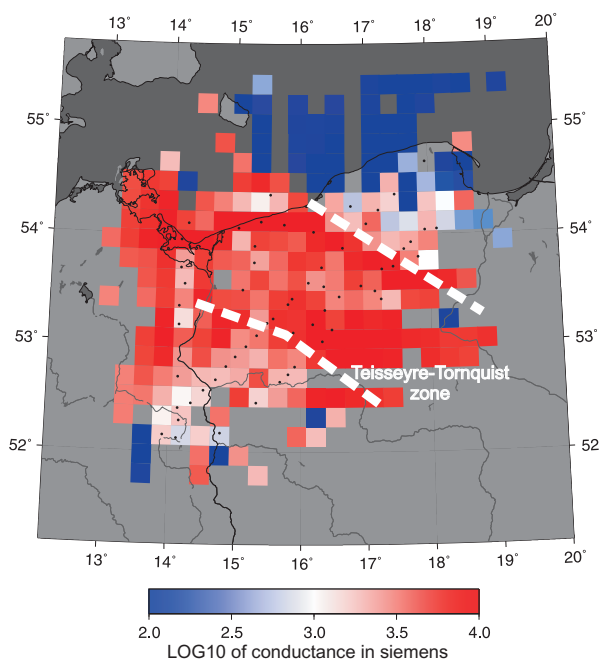 13˚ 14˚ 15˚ 16˚ 17˚ 18˚ 19˚ 20˚
55˚ 55˚
54˚ 54˚
53˚ 53˚
Teisseyre-Tornquist
zone
52˚ 52
13˚ 14˚ 15˚ 16˚ 17˚ 18˚ 19˚ 20˚
2.0 2.5 3.0 3.5 4.0
LOG10 of conductance in siemens